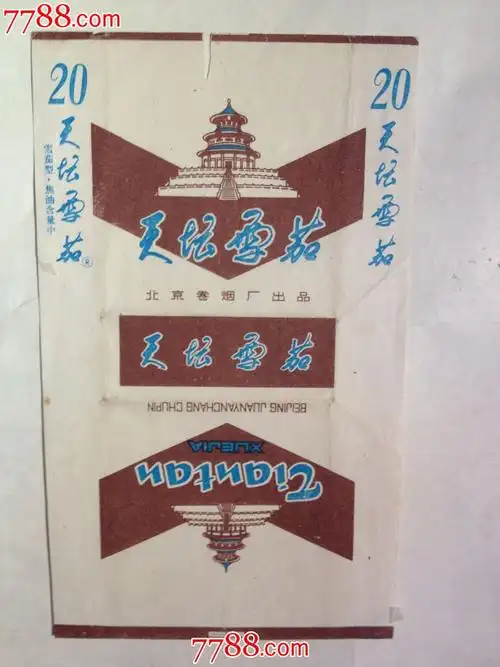 7788.com
20
天坛雪茄
雪茄型·焦油含量中
®
20
天坛雪茄
天坛雪茄
北京卷烟厂出品
天坛雪茄
BEIJING JUANYANCHANG CHUPIN
XUEJIA
Tiantan
7788.com